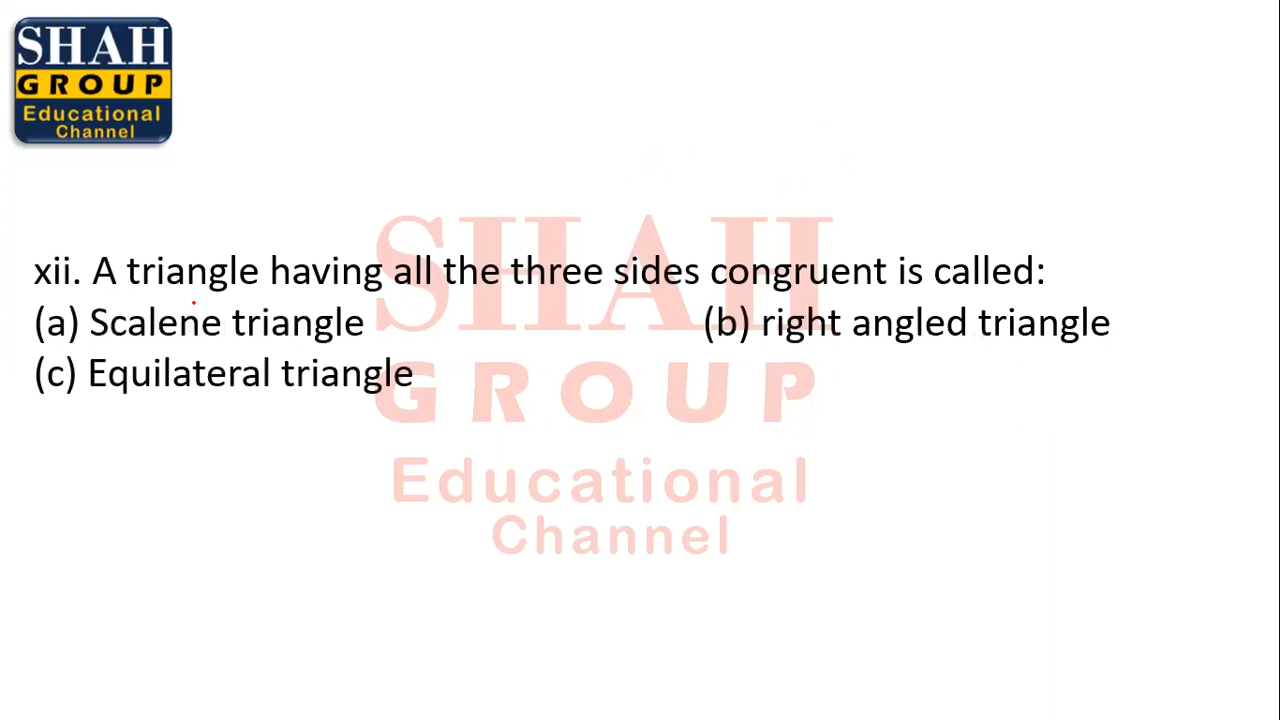 SHAH
GROUP
Educational
Channel
SHAH
xii. A triangle having all the three sides congruent is called:
(a) Scalene triangle (b) right angled triangle
(c) Equilateral triangle
GROUP
Educational
Channel